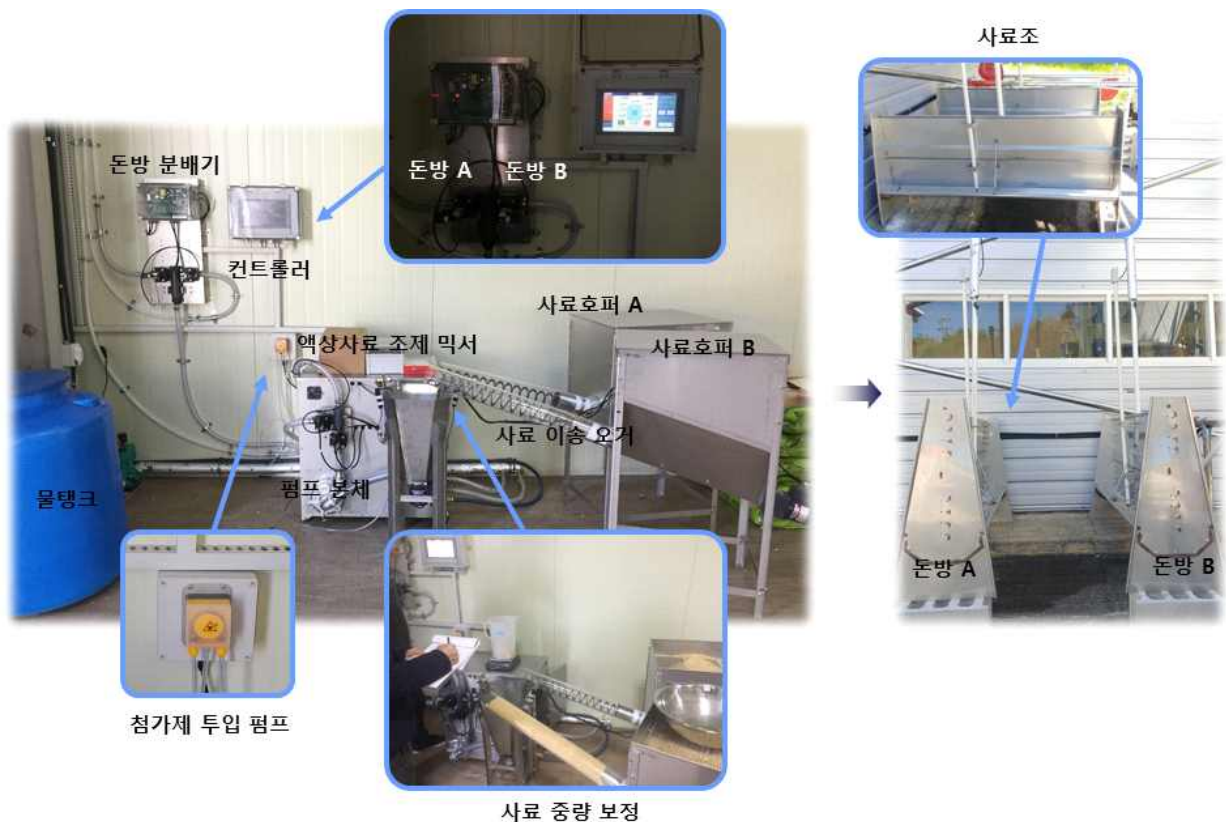 사료조
돈방 분배기
돈방 A
돈방 B
컨트롤러
사료호퍼 A
액상사료 조제 믹서
사료호퍼 B
사료 이송 오거
물탱크
펌프 본체
돈방 A
돈방 B
첨가제 투입 펌프
사료 중량 보정